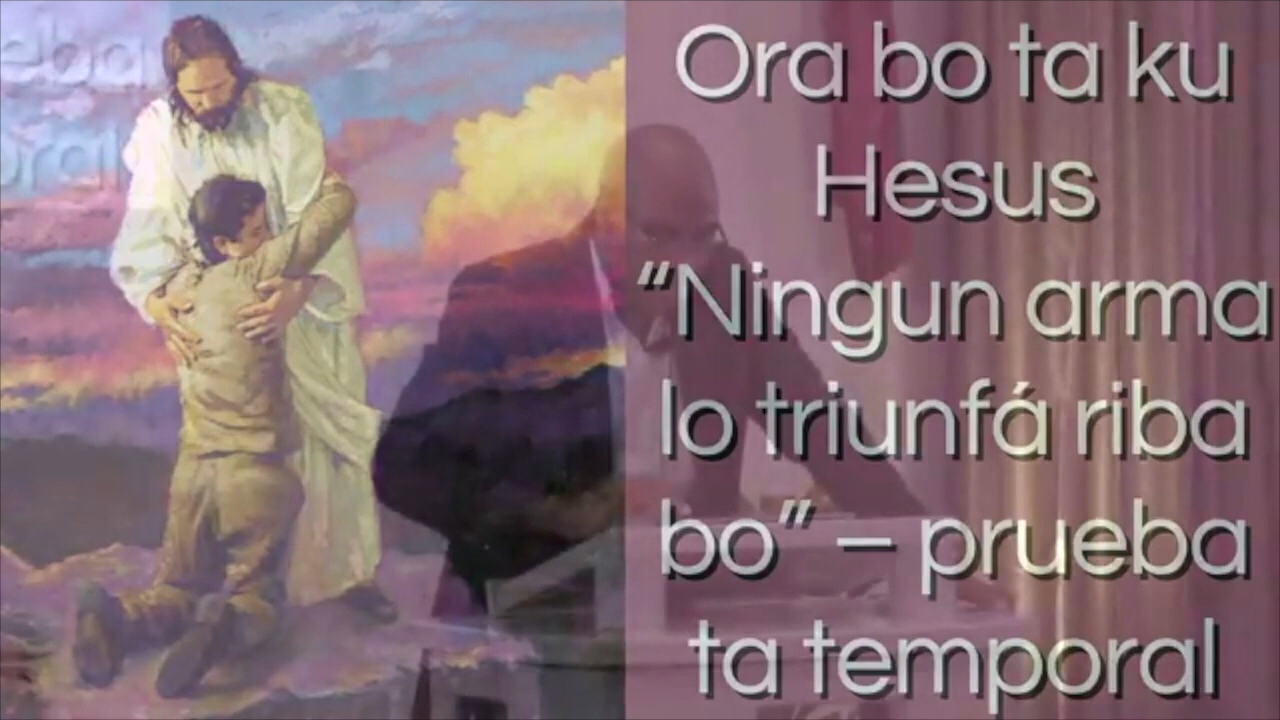 Ora bo ta ku
Hesus
“Ningun arma
lo triunfá riba
bo” – prueba
ta temporal